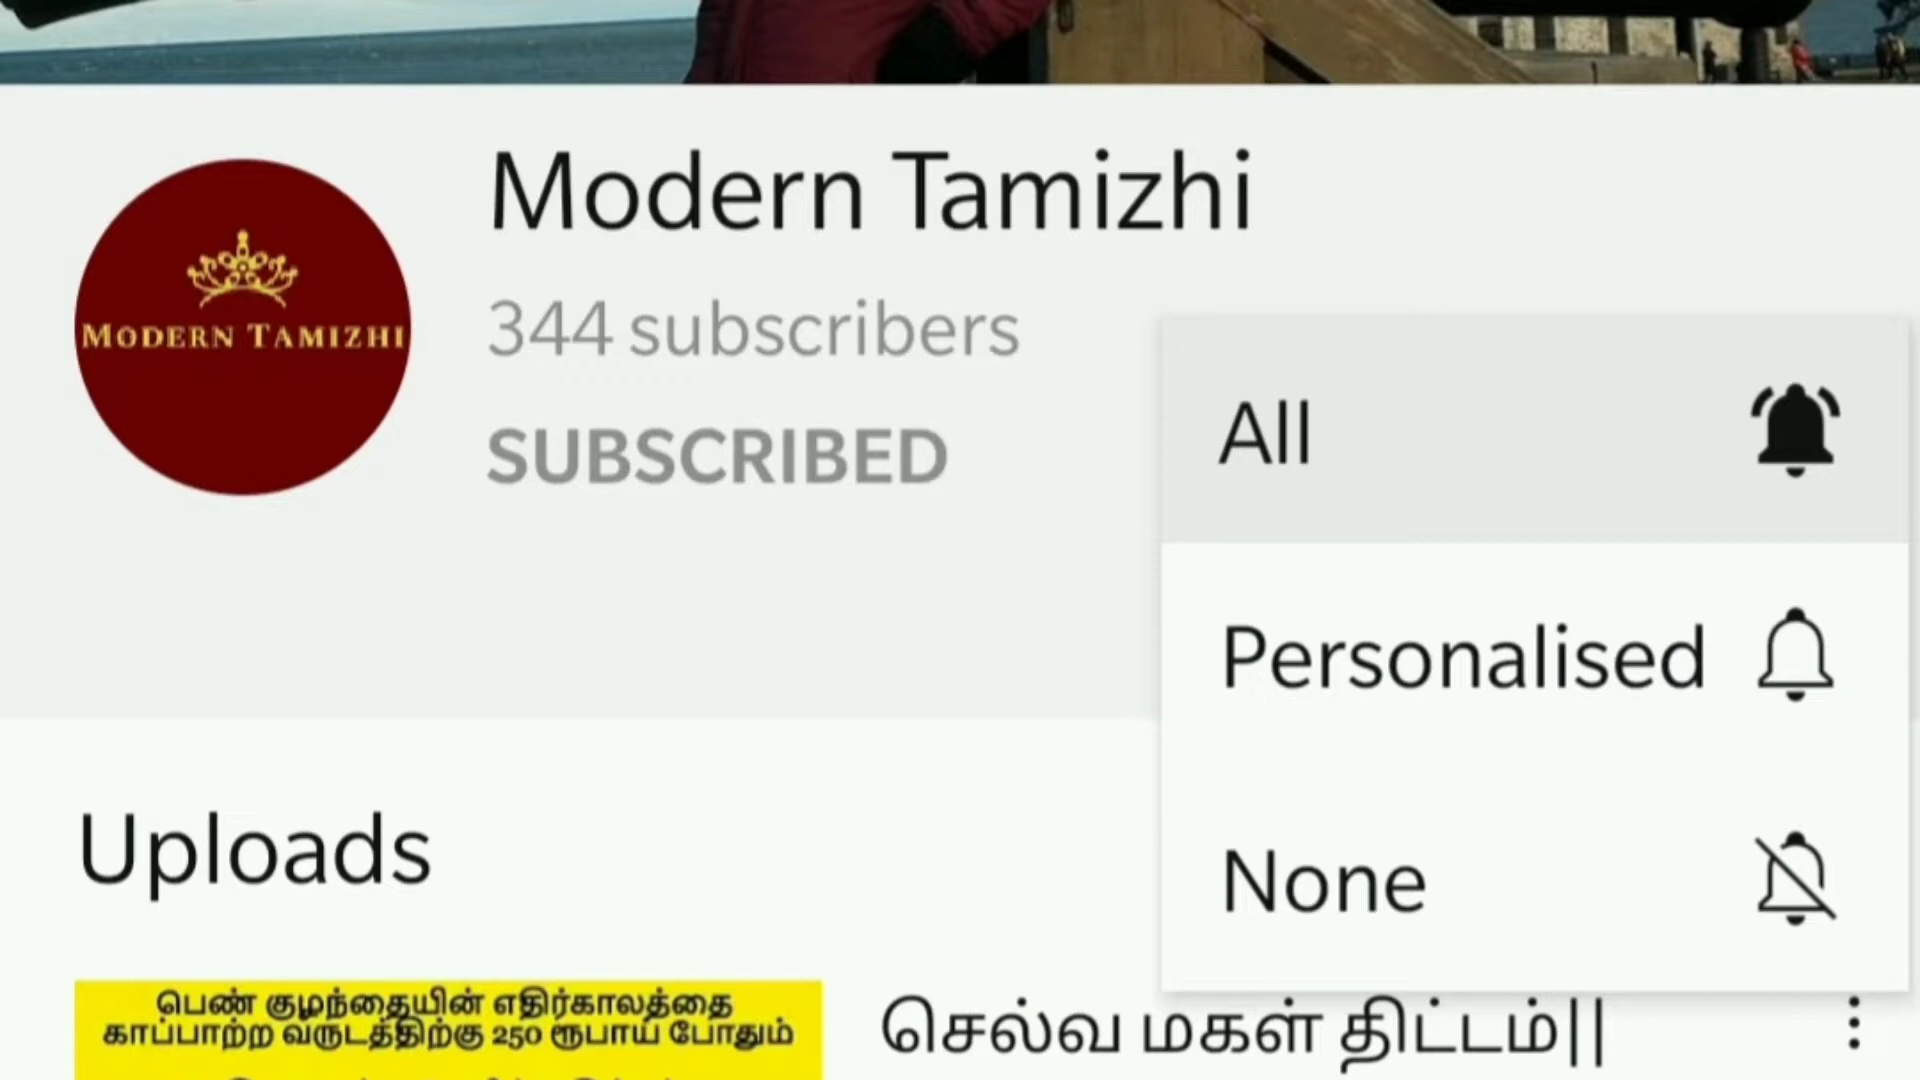 Modern Tamizhi
MODERN TAMIZHI
344 subscribers
SUBSCRIBED
All
Personalised
None
Uploads
பெண் குழந்தையின் எதிர்காலத்தை
காப்பாற்ற வருடத்திற்கு 250 ரூபாய் போதும்
செல்வ மகள் திட்டம்||